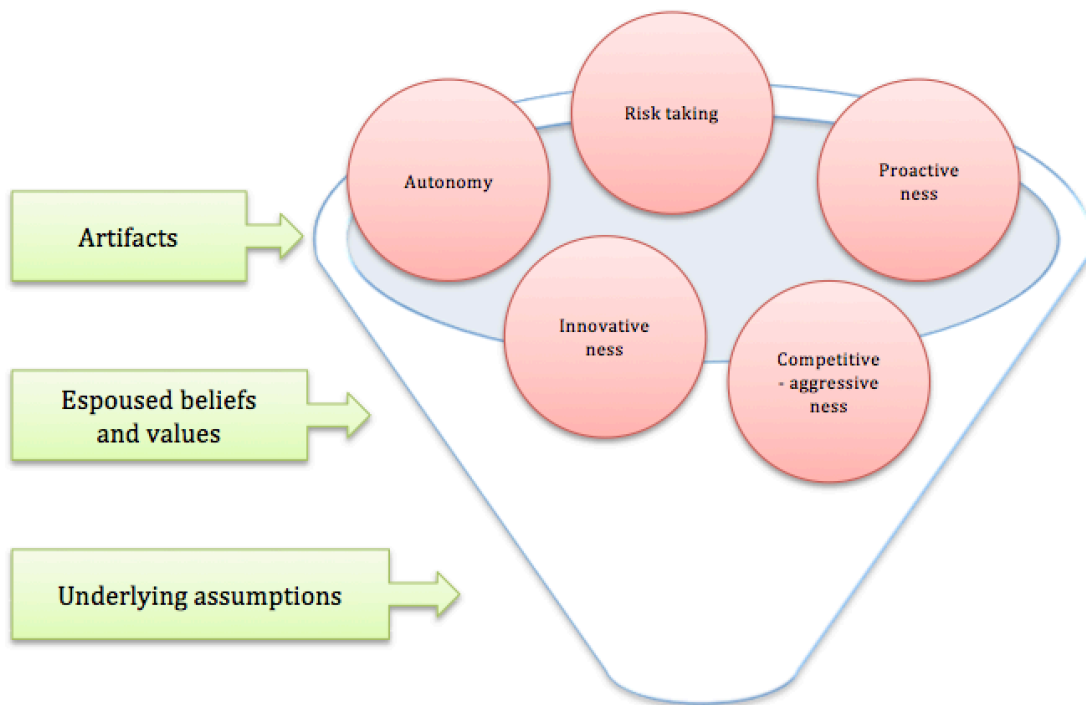 Risk taking
Autonomy
Proactive
ness
Artifacts
Innovative
ness
Competitive
- aggressive
ness
Espoused beliefs
and values
Underlying assumptions